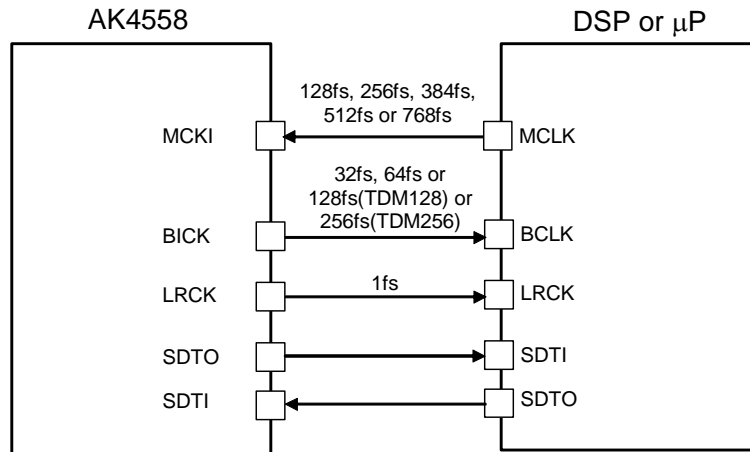 AK4558
DSP or μP
128fs, 256fs, 384fs,
512fs or 768fs
MCKI
MCLK
32fs, 64fs or
128fs(TDM128) or
256fs(TDM256)
BICK
BCLK
LRCK
1fs
LRCK
SDTO
SDTI
SDTI
SDTO